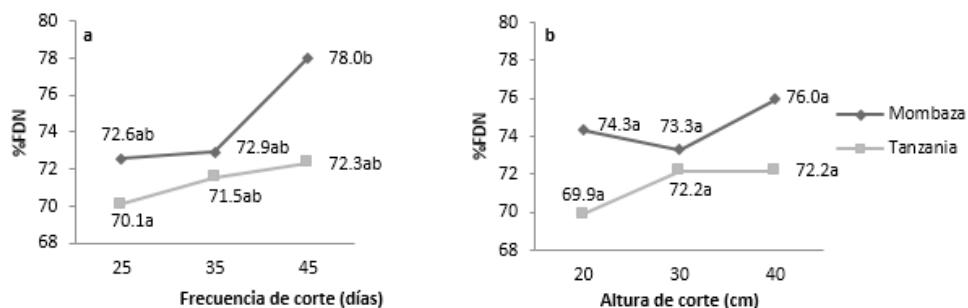 a
%FDN
80
78
76
74
72
70
68
78.0b
72.6ab
72.9ab
72.3ab
71.5ab
70.1a
25 35 45
Frecuencia de corte (días)
b
%FDN
80
78
76
74
72
70
68
76.0a
74.3a
73.3a
72.2a
72.2a
69.9a
20 30 40
Altura de corte (cm)
Mombaza
Tanzania